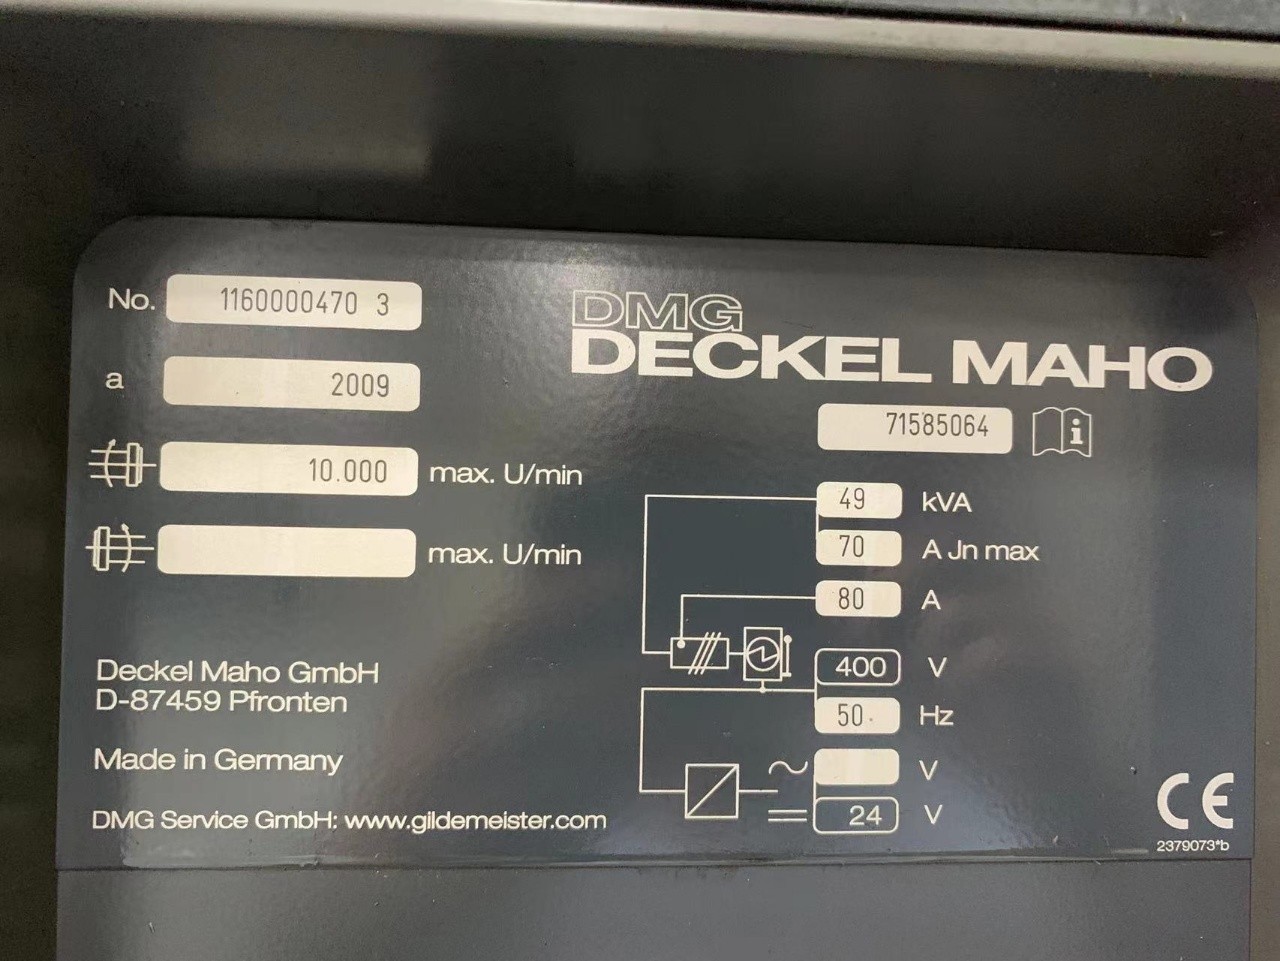 No. 1160000470 3
a 2009
10.000 max. U/min
max. U/min
DMG
DECKEL MAHO
71585064 i
49 kVA
70 A Jn max
80 A
400 V
50 Hz
V
24 V
Deckel Maho GmbH
D-87459 Pfronten
Made in Germany
DMG Service GmbH: www.gildemeister.com
CE
2379073*b